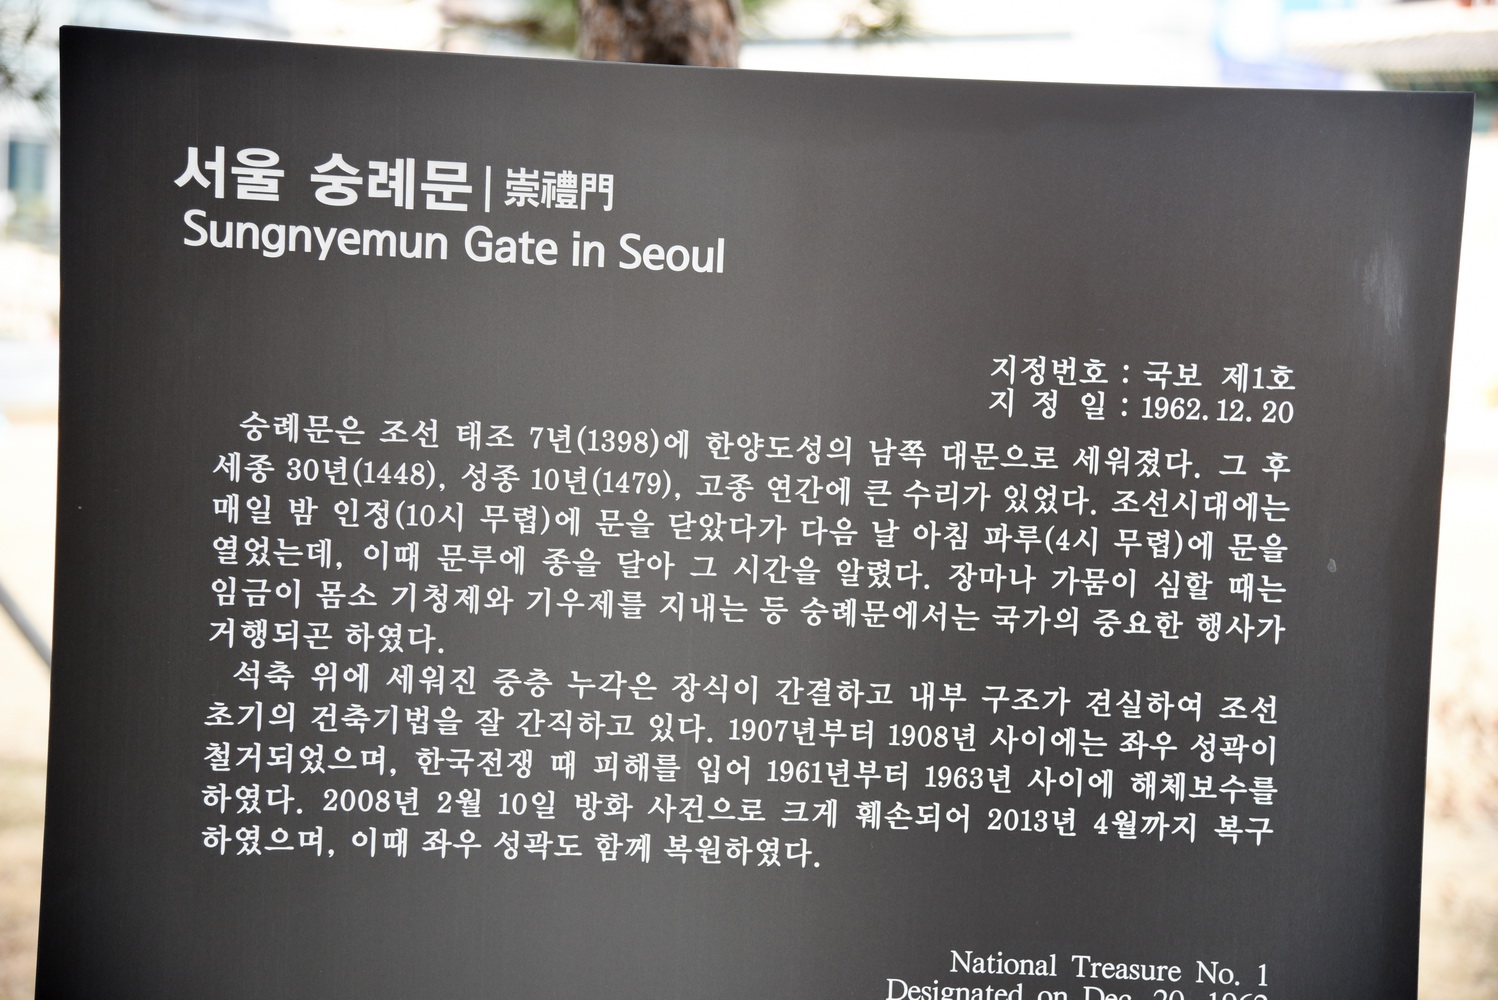 서울 숭례문 | 崇禮門
Sungnyemun Gate in Seoul
지정번호 : 국보 제1호
지 정 일 : 1962. 12. 20
숭례문은 조선 태조 7년(1398)에 한양도성의 남쪽 대문으로 세워졌다. 그 후
세종 30년(1448), 성종 10년(1479), 고종 연간에 큰 수리가 있었다. 조선시대에는
매일 밤 인정(10시 무렵)에 문을 닫았다가 다음 날 아침 파루(4시 무렵)에 문을
열었는데, 이때 문루에 종을 달아 그 시간을 알렸다. 장마나 가뭄이 심할 때는
임금이 몸소 기청제와 기우제를 지내는 등 숭례문에서는 국가의 중요한 행사가
거행되곤 하였다.
석축 위에 세워진 중층 누각은 장식이 간결하고 내부 구조가 견실하여 조선
초기의 건축기법을 잘 간직하고 있다. 1907년부터 1908년 사이에는 좌우 성곽이
철거되었으며, 한국전쟁 때 피해를 입어 1961년부터 1963년 사이에 해체보수를
하였다. 2008년 2월 10일 방화 사건으로 크게 훼손되어 2013년 4월까지 복구
하였으며, 이때 좌우 성곽도 함께 복원하였다.
National Treasure No. 1
Designated on Dec. 20, 1962